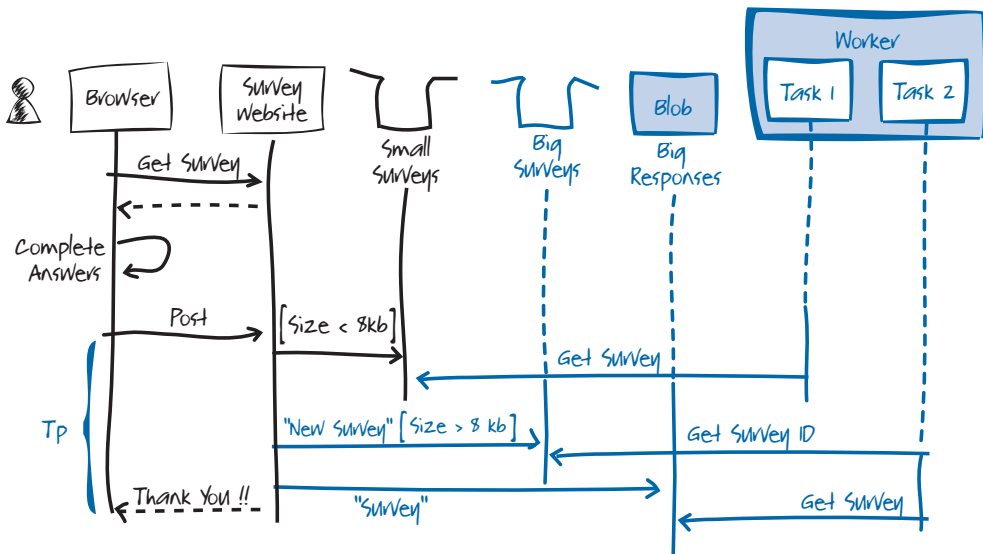 Worker
Browser
Survey
Website
Blob
Task 1
Task 2
Small
Surveys
Big
Surveys
Big
Responses
Get Survey
Complete
Answers
Post
[Size < 8kb]
Get Survey
Tp
"New Survey" [Size > 8 kb]
Get Survey ID
Thank You !!
"Survey"
Get Survey